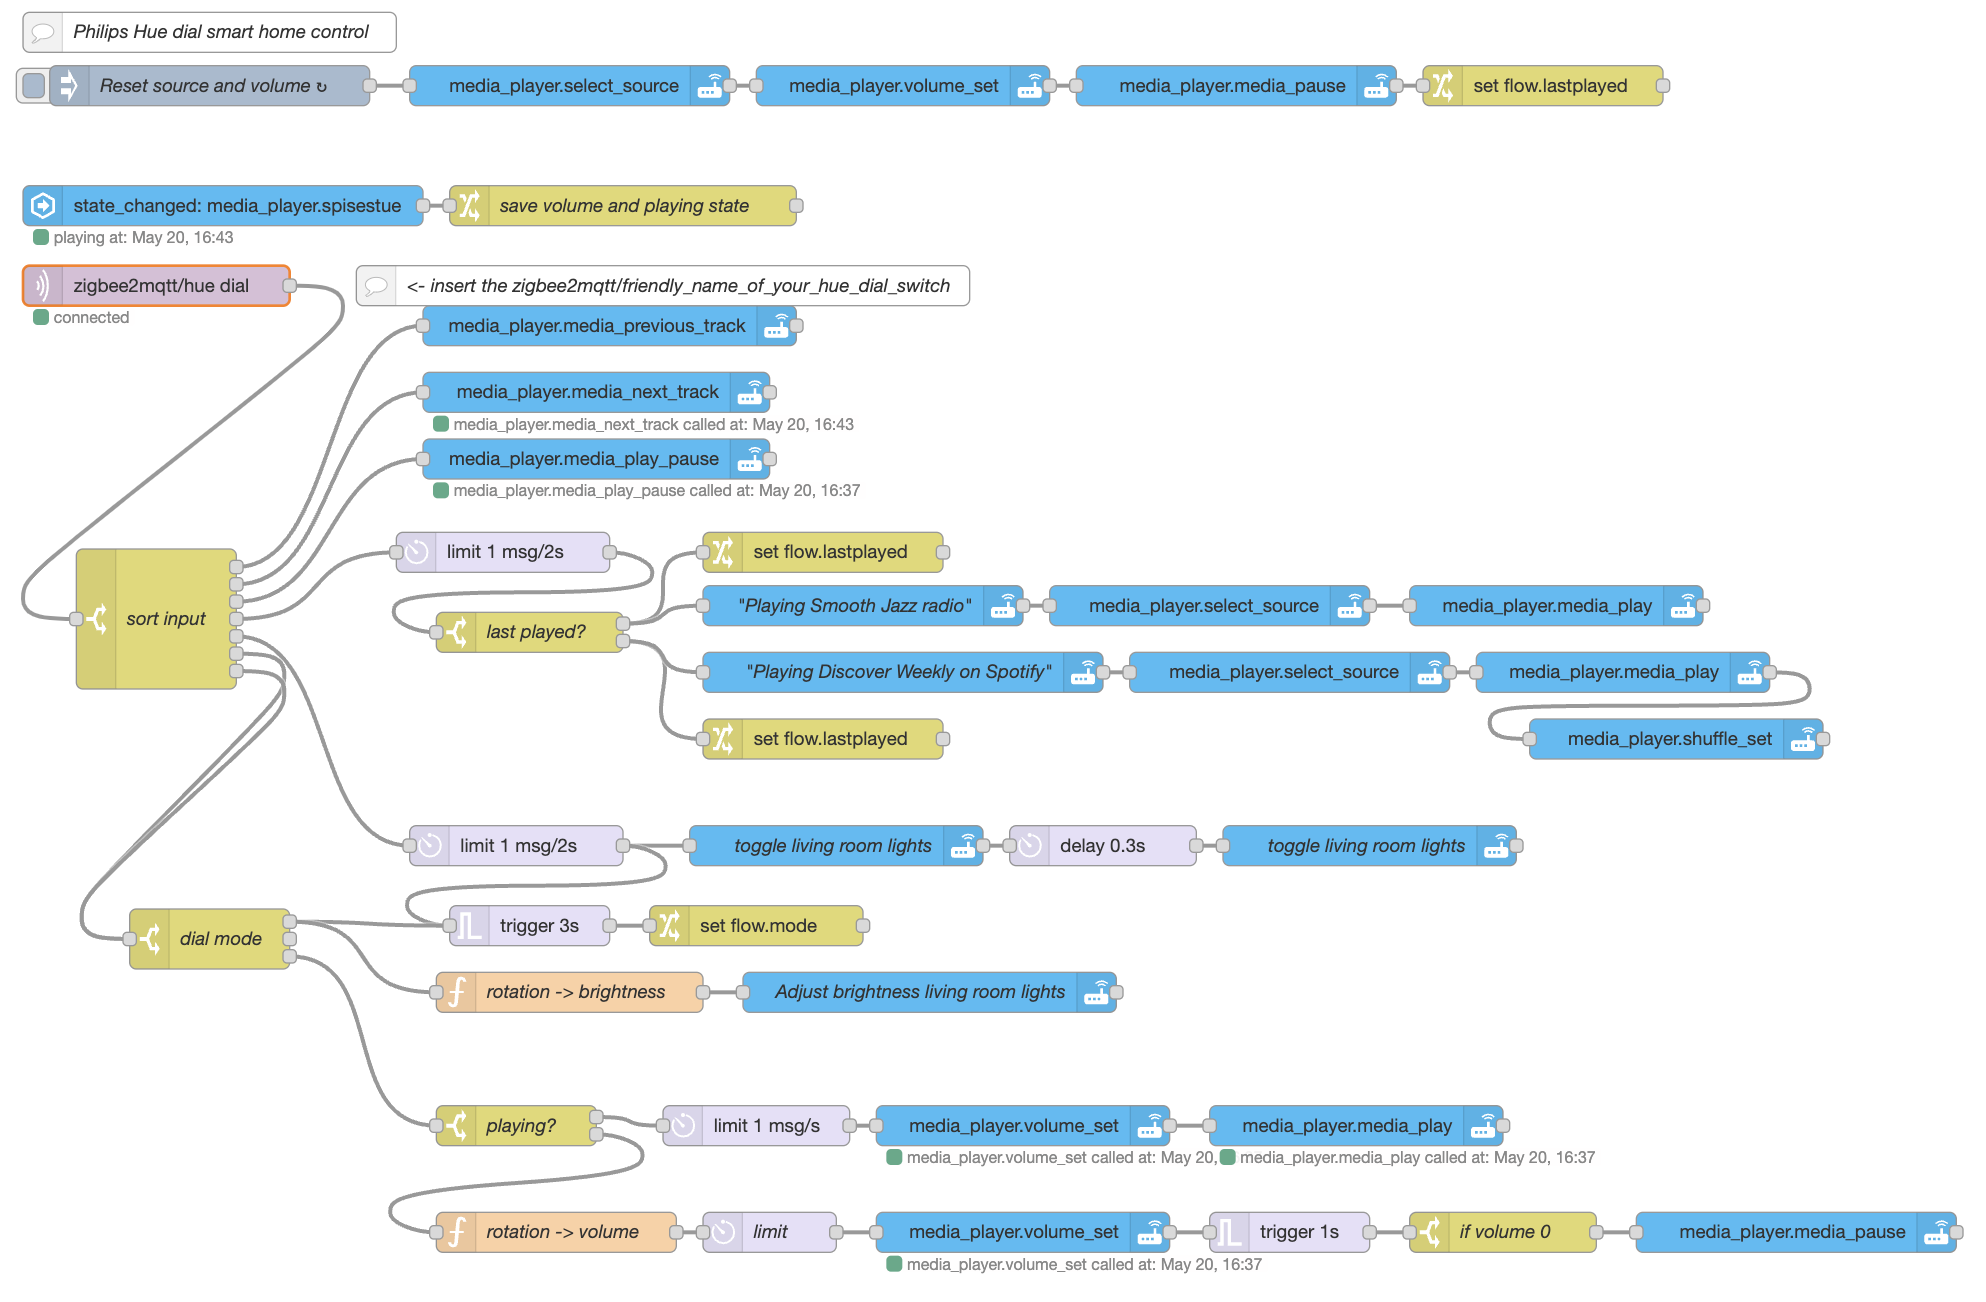 Philips Hue dial smart home control
Reset source and volume ↻
media_player.select_source
media_player.volume_set
media_player.media_pause
set flow.lastplayed
state_changed: media_player.spisestue
save volume and playing state
playing at: May 20, 16:43
zigbee2mqtt/hue dial
<- insert the zigbee2mqtt/friendly_name_of_your_hue_dial_switch
connected
media_player.media_previous_track
media_player.media_next_track
media_player.media_next_track called at: May 20, 16:43
media_player.media_play_pause
media_player.media_play_pause called at: May 20, 16:37
limit 1 msg/2s
set flow.lastplayed
sort input
last played?
"Playing Smooth Jazz radio"
media_player.select_source
media_player.media_play
"Playing Discover Weekly on Spotify"
media_player.select_source
media_player.media_play
set flow.lastplayed
media_player.shuffle_set
limit 1 msg/2s
toggle living room lights
delay 0.3s
toggle living room lights
dial mode
trigger 3s
set flow.mode
rotation -> brightness
Adjust brightness living room lights
playing?
limit 1 msg/s
media_player.volume_set
media_player.media_play
media_player.volume_set called at: May 20,
media_player.media_play called at: May 20, 16:37
rotation -> volume
limit
media_player.volume_set
trigger 1s
if volume 0
media_player.media_pause
media_player.volume_set called at: May 20, 16:37